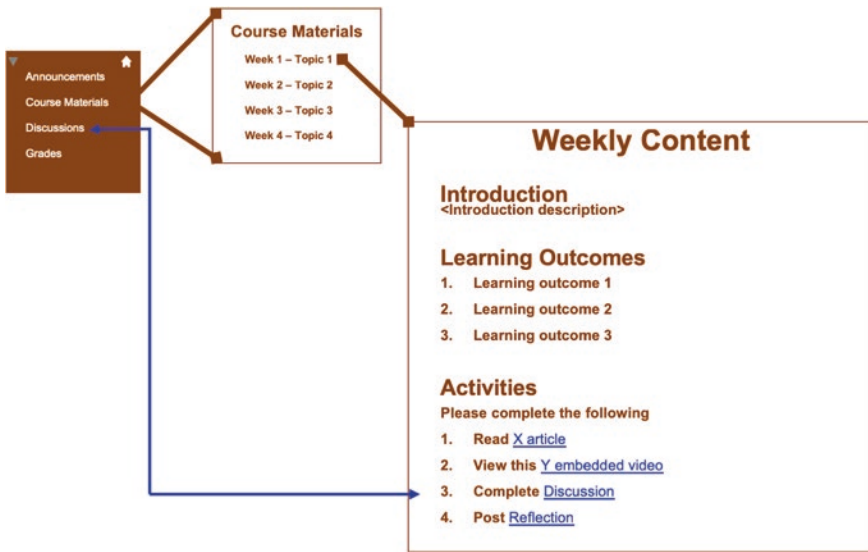 Announcements
Course Materials
Discussions
Grades
Course Materials
Week 1 – Topic 1
Week 2 – Topic 2
Week 3 – Topic 3
Week 4 – Topic 4
Weekly Content
Introduction
<Introduction description>
Learning Outcomes
1. Learning outcome 1
2. Learning outcome 2
3. Learning outcome 3
Activities
Please complete the following
1. Read X article
2. View this Y embedded video
3. Complete Discussion
4. Post Reflection